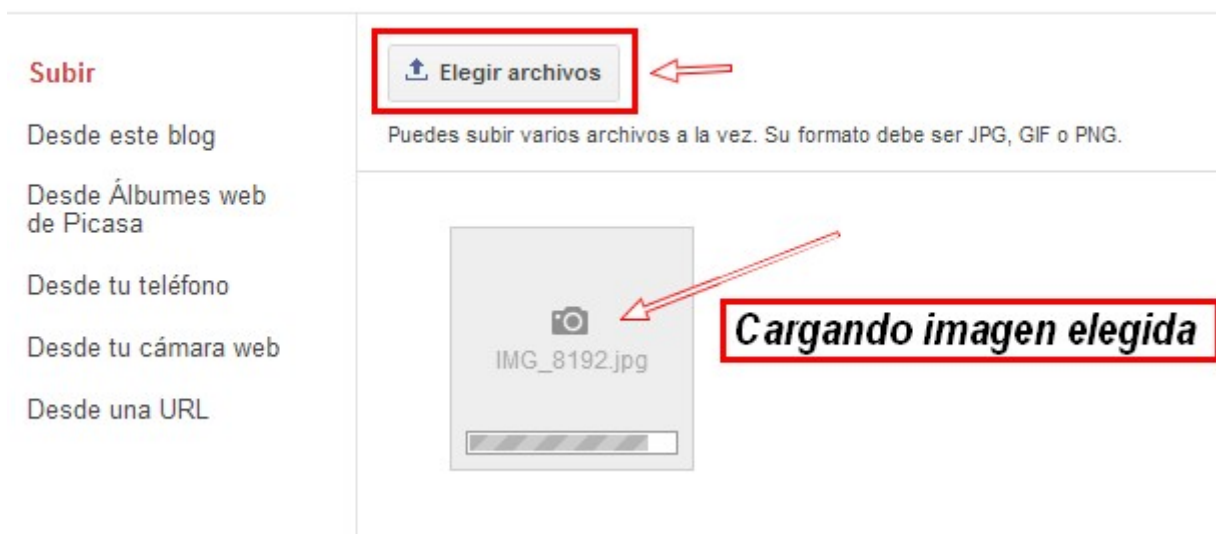 Subir
Desde este blog
Desde Álbumes web
de Picasa
Desde tu teléfono
Desde tu cámara web
Desde una URL
Elegir archivos
Puedes subir varios archivos a la vez. Su formato debe ser JPG, GIF o PNG.
IMG_8192.jpg
Cargando imagen elegida